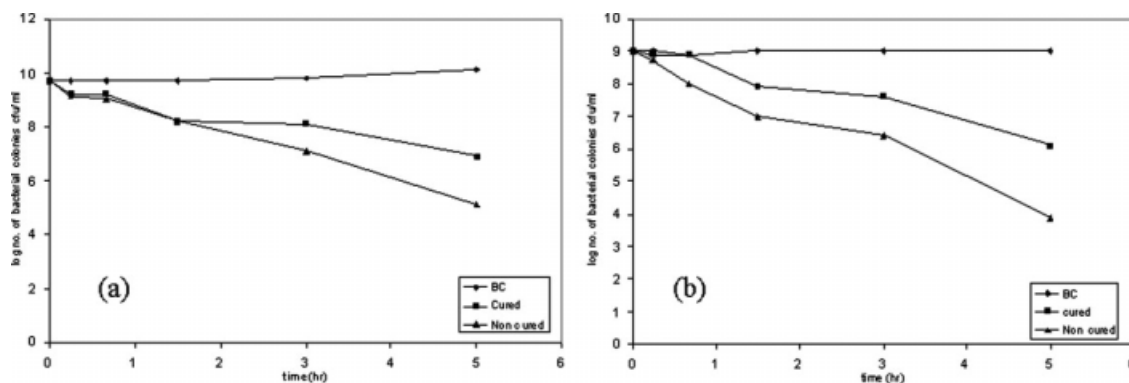 12
10
8
6
4
2
0
log no. of bacterial colonies cfu/ml
(a)
BC
Cured
Non cured
0 1 2 3 4 5 6
time(hr)
10
9
8
7
6
5
4
3
2
1
0
log no. of bacterial colonies cfu/ml
(b)
BC
cured
Non cured
0 1 2 3 4 5
time (hr)